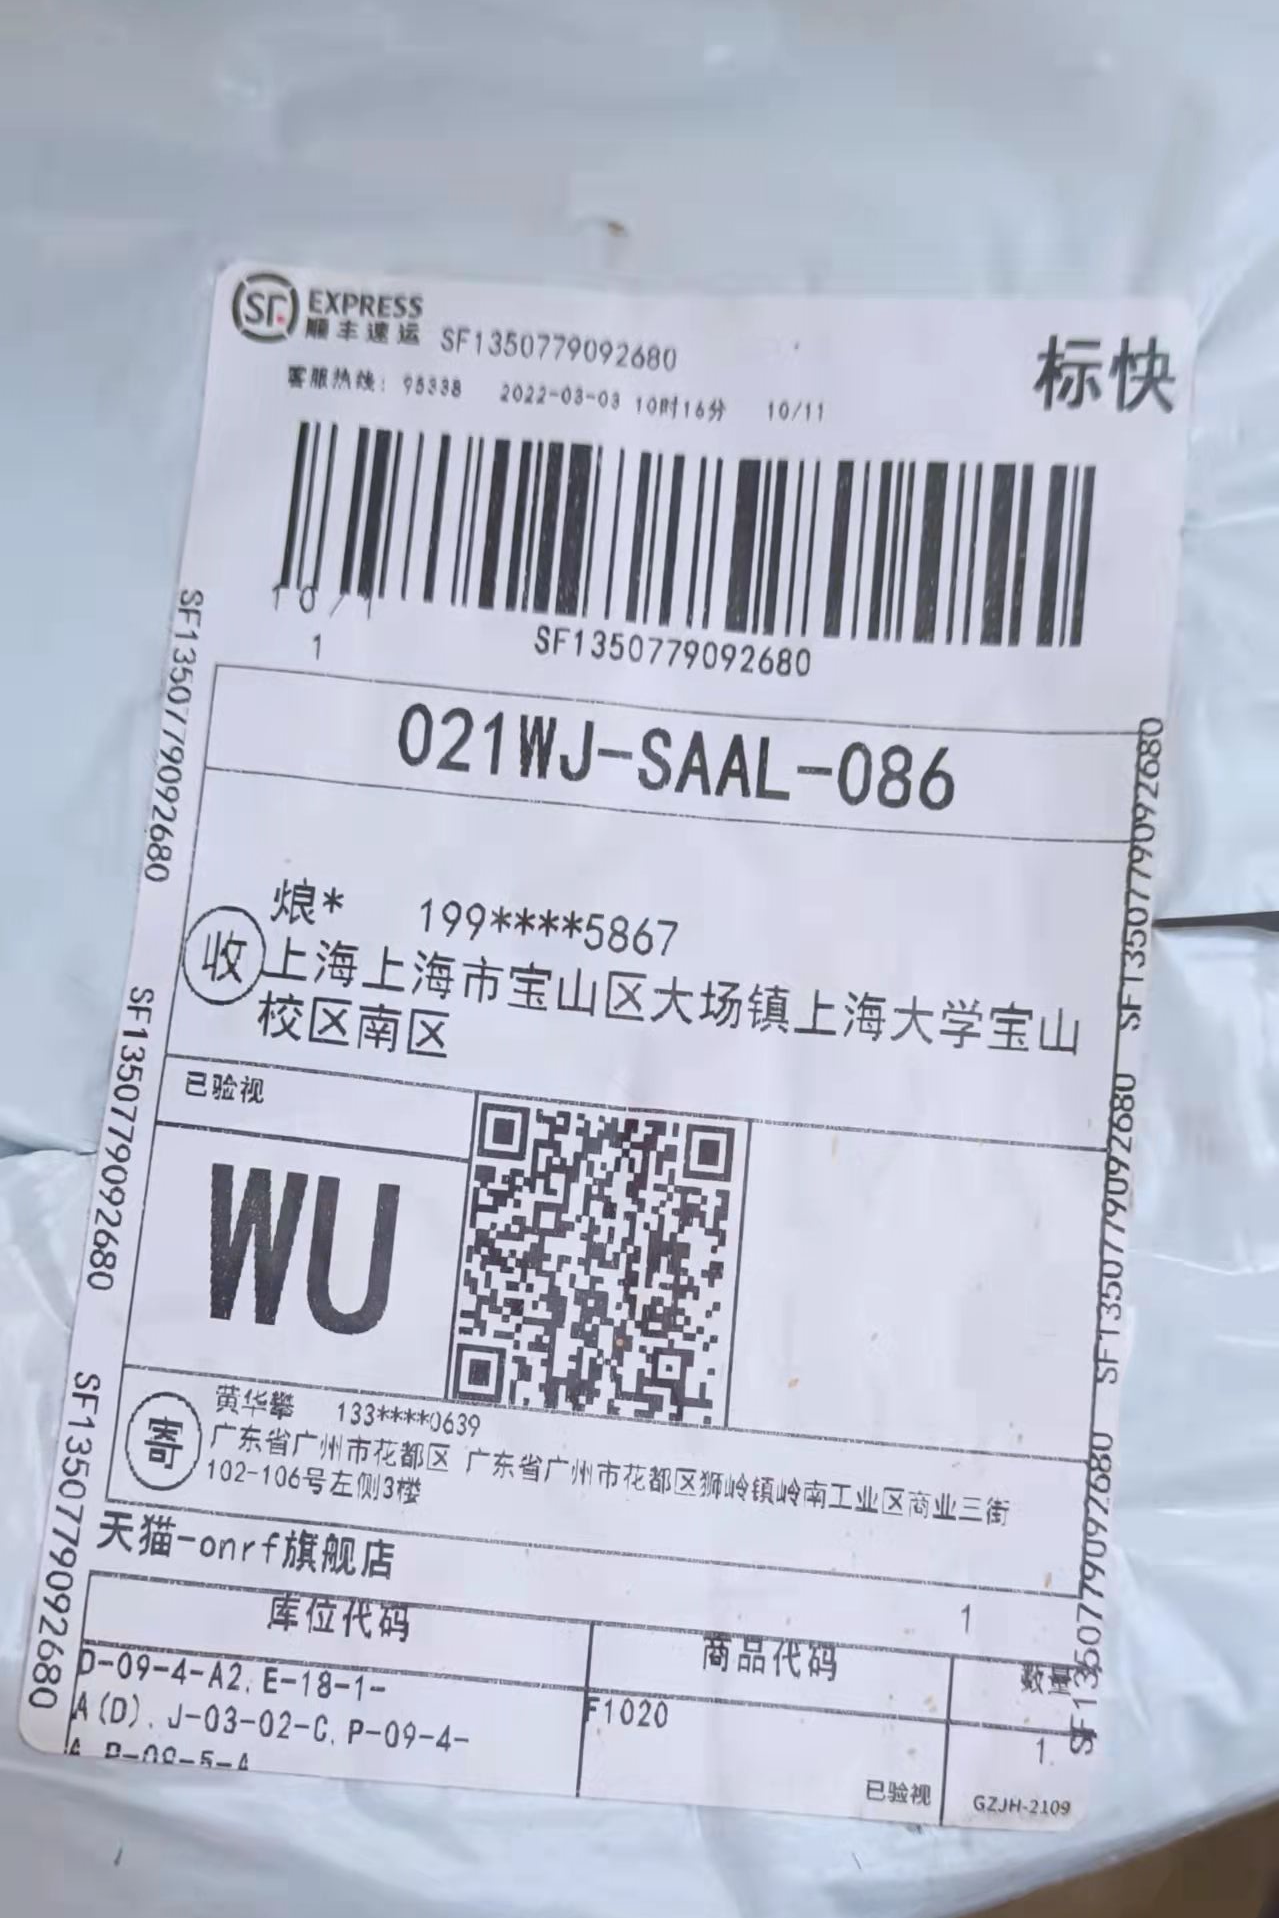 SF. EXPRESS
顺丰速运 SF1350779092680
标快
客服热线: 95338 2022-03-03 10时16分 10/11
10/1
1
SF1350779092680
021WJ-SAAL-086
烺* 199****5867
收 上海上海市宝山区大场镇上海大学宝山
校区南区
已验视
WU
寄 黄华攀 133****0639
广东省广州市花都区 广东省广州市花都区狮岭镇岭南工业区商业三街
102-106号左侧3楼
天猫-onrf旗舰店
1
库位代码 商品代码 数量
D-09-4-A2, E-18-1- F1020 1
A(D), J-03-02-C, P-09-4-
A, P-09-5-A
已验视 GZJH-2109
SF1350779092680
SF1350779092680
SF1350779092680
SF1350779092680
SF1350779092680
SF1350779092680